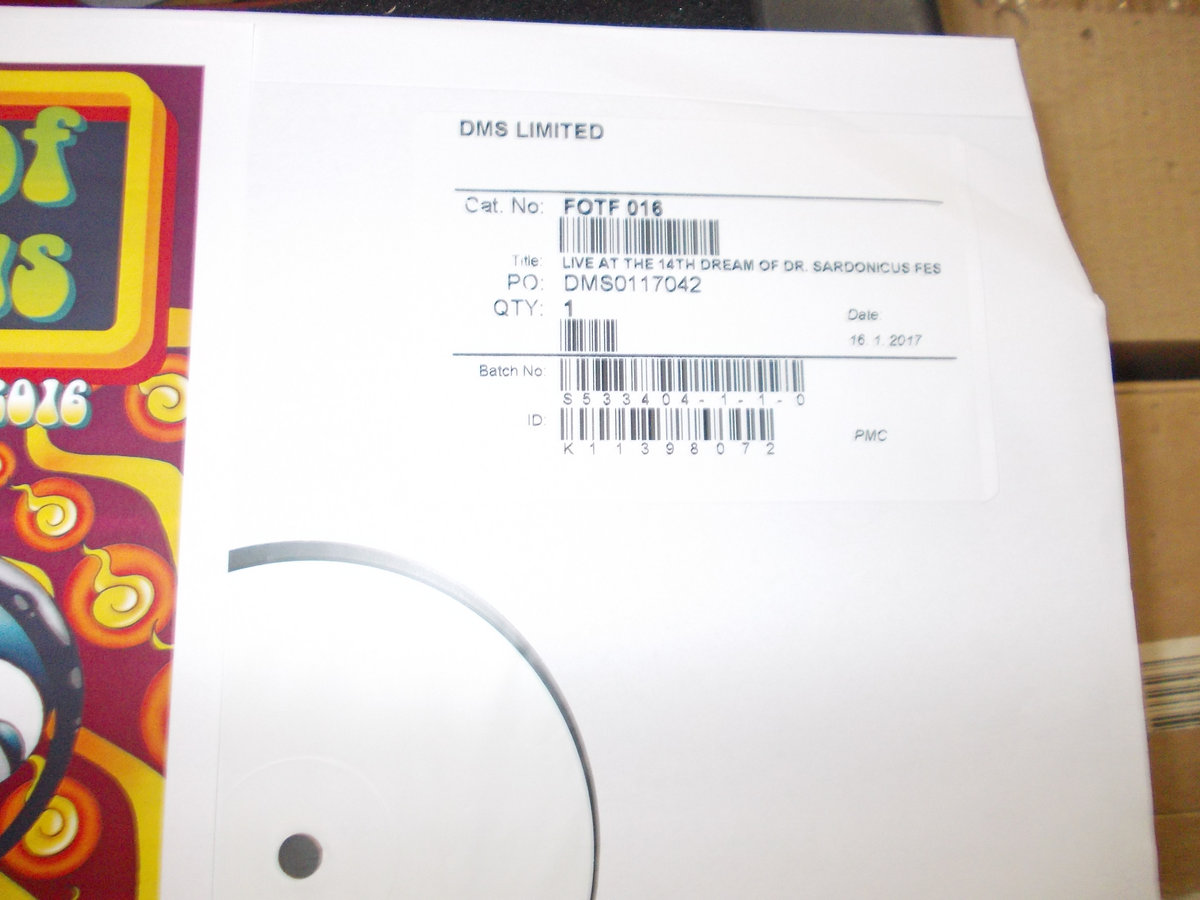 of
DMS LIMITED
Cat. No: FOTF 016
Title: LIVE AT THE 14TH DREAM OF DR. SARDONICUS FES
PO: DMS0117042
QTY: 1
Date
16. 1. 2017
Batch No:
S533404-1-1-0
ID:
K11398072
PMC